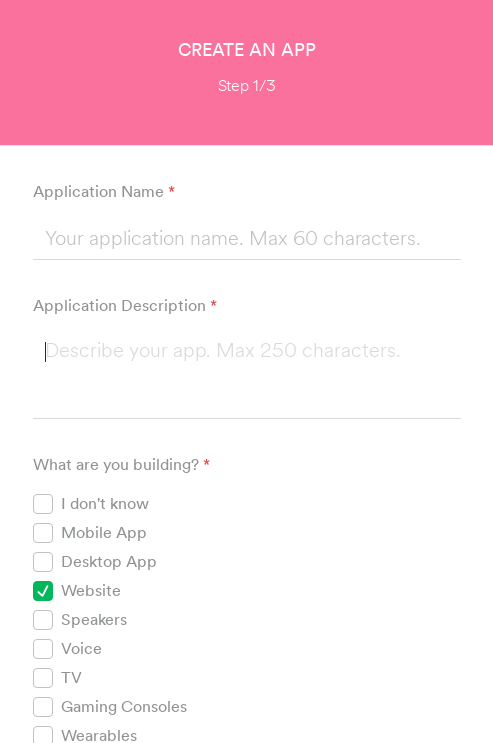 CREATE AN APP
Step 1/3
Application Name *
Your application name. Max 60 characters.
Application Description *
Describe your app. Max 250 characters.
What are you building? *
I don't know
Mobile App
Desktop App
Website
Speakers
Voice
TV
Gaming Consoles
Wearables